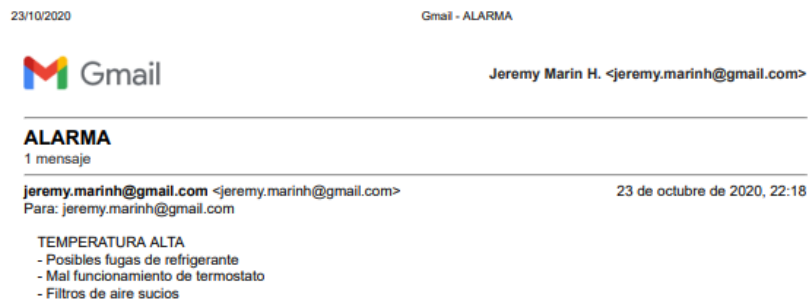 23/10/2020 Gmail - ALARMA
Gmail Jeremy Marin H. <jeremy.marinh@gmail.com>
ALARMA
1 mensaje
jeremy.marinh@gmail.com <jeremy.marinh@gmail.com> 23 de octubre de 2020, 22:18
Para: jeremy.marinh@gmail.com
TEMPERATURA ALTA
- Posibles fugas de refrigerante
- Mal funcionamiento de termostato
- Filtros de aire sucios